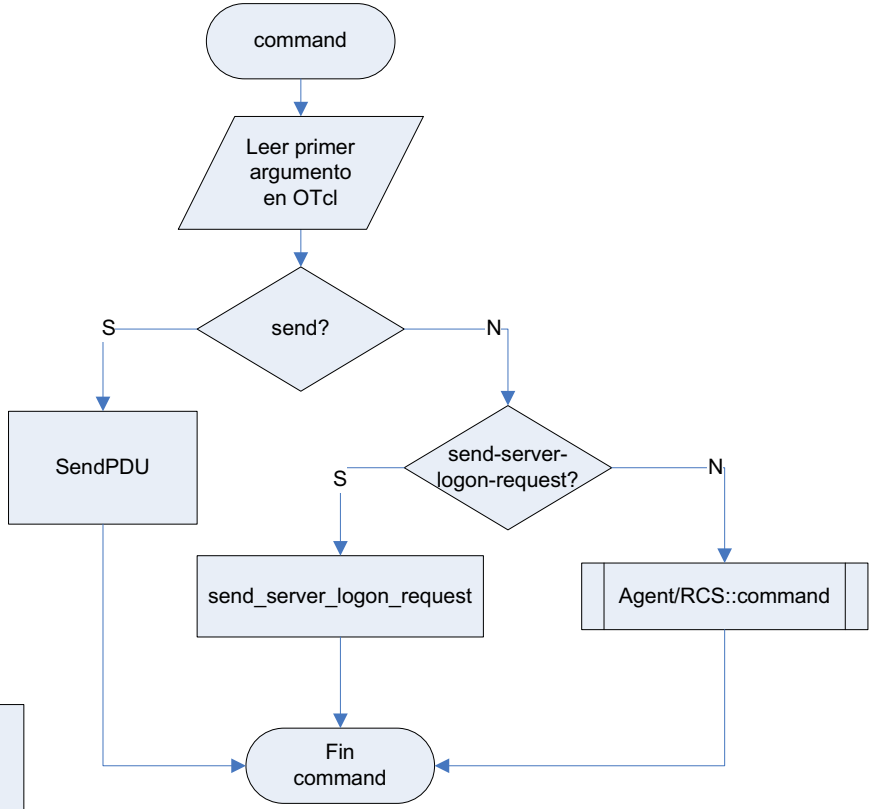 command
Leer primer
argumento
en OTcl
send?
S
N
SendPDU
send-server-
logon-request?
S
N
send_server_logon_request
Agent/RCS::command
Fin
command